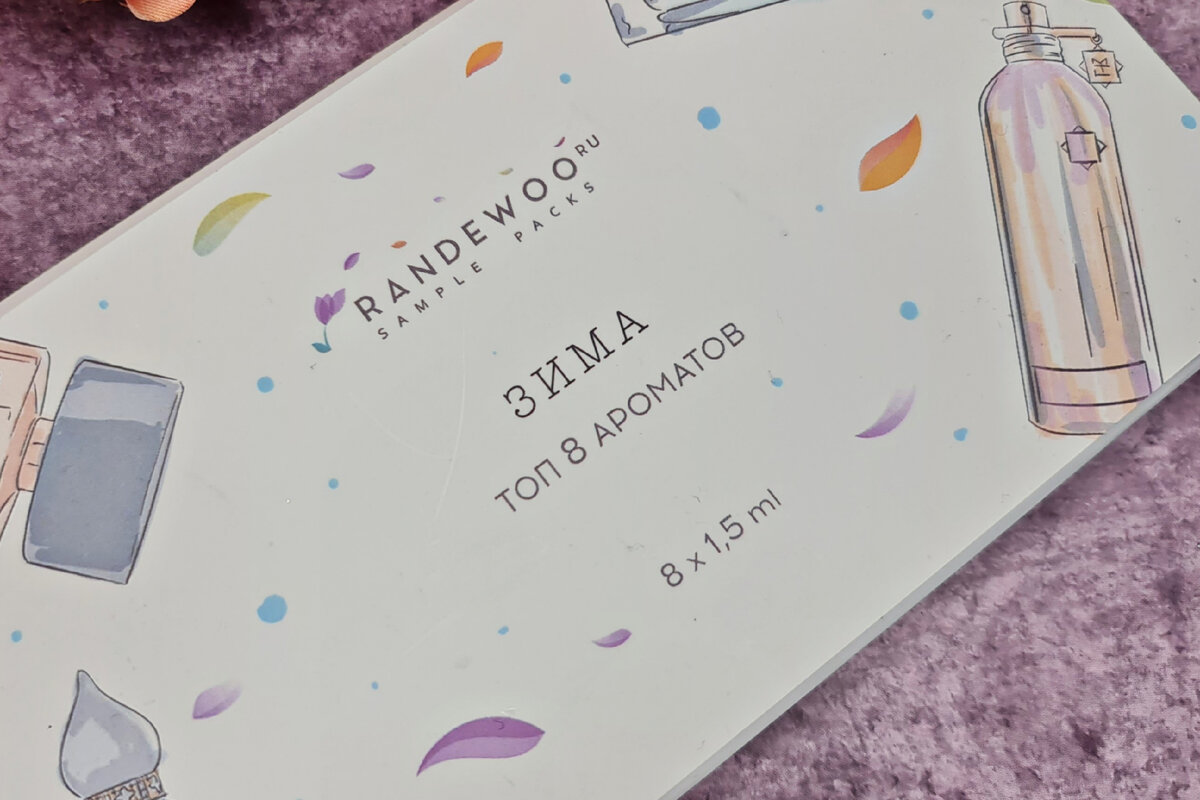 RANDEWOO RU
SAMPLE PACKS
ЗИМА
ТОП 8 АРОМАТОВ
8 x 1,5 ml